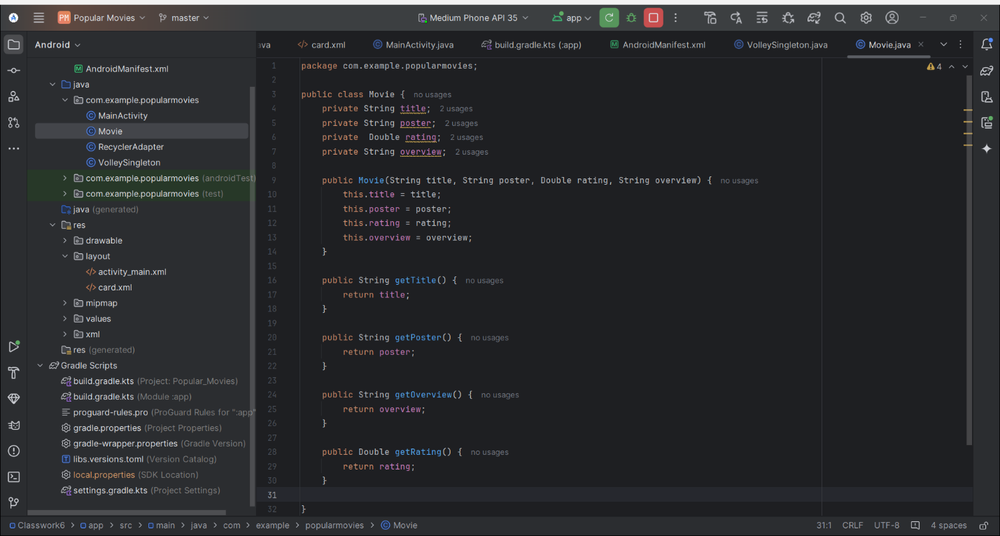 PM Popular Movies master Medium Phone API 35 app
Android
AndroidManifest.xml
java
com.example.popularmovies
MainActivity
Movie
RecyclerAdapter
VolleySingleton
com.example.popularmovies (androidTest)
com.example.popularmovies (test)
java (generated)
res
drawable
layout
activity_main.xml
card.xml
mipmap
values
xml
res (generated)
Gradle Scripts
build.gradle.kts (Project: Popular_Movies)
build.gradle.kts (Module :app)
proguard-rules.pro (ProGuard Rules for ":app"
gradle.properties (Project Properties)
gradle-wrapper.properties (Gradle Version)
libs.versions.toml (Version Catalog)
local.properties (SDK Location)
settings.gradle.kts (Project Settings)
ava card.xml MainActivity.java build.gradle.kts (:app) AndroidManifest.xml VolleySingleton.java Movie.java
4
1 package com.example.popularmovies;
2
3 public class Movie { no usages
4 private String title; 2 usages
5 private String poster; 2 usages
6 private  Double rating; 2 usages
7 private String overview; 2 usages
8
9 public Movie(String title, String poster, Double rating, String overview) { no usages
10 this.title = title;
11 this.poster = poster;
12 this.rating = rating;
13 this.overview = overview;
14 }
15
16 public String getTitle() { no usages
17 return title;
18 }
19
20 public String getPoster() { no usages
21 return poster;
22 }
23
24 public String getOverview() { no usages
25 return overview;
26 }
27
28 public Double getRating() { no usages
29 return rating;
30 }
31
32 }
Classwork6 > app > src > main > java > com > example > popularmovies > Movie 31:1 CRLF UTF-8 4 spaces